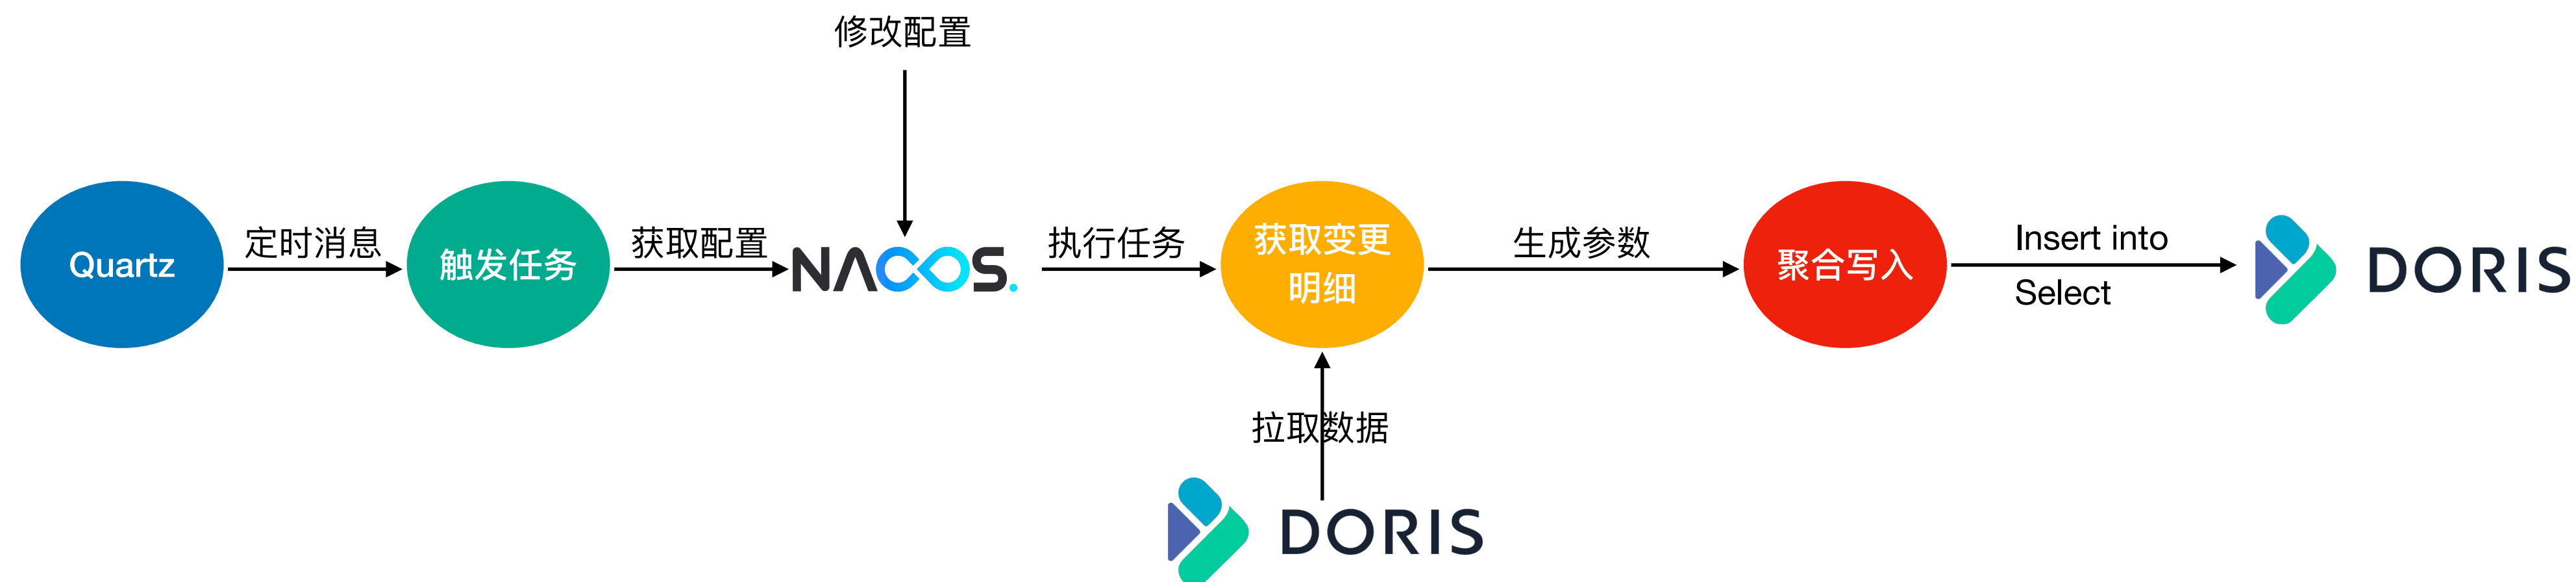 修改配置
Quartz
定时消息
触发任务
获取配置
NACOS.
执行任务
获取变更
明细
生成参数
聚合写入
Insert into
Select
DORIS
拉取数据
DORIS